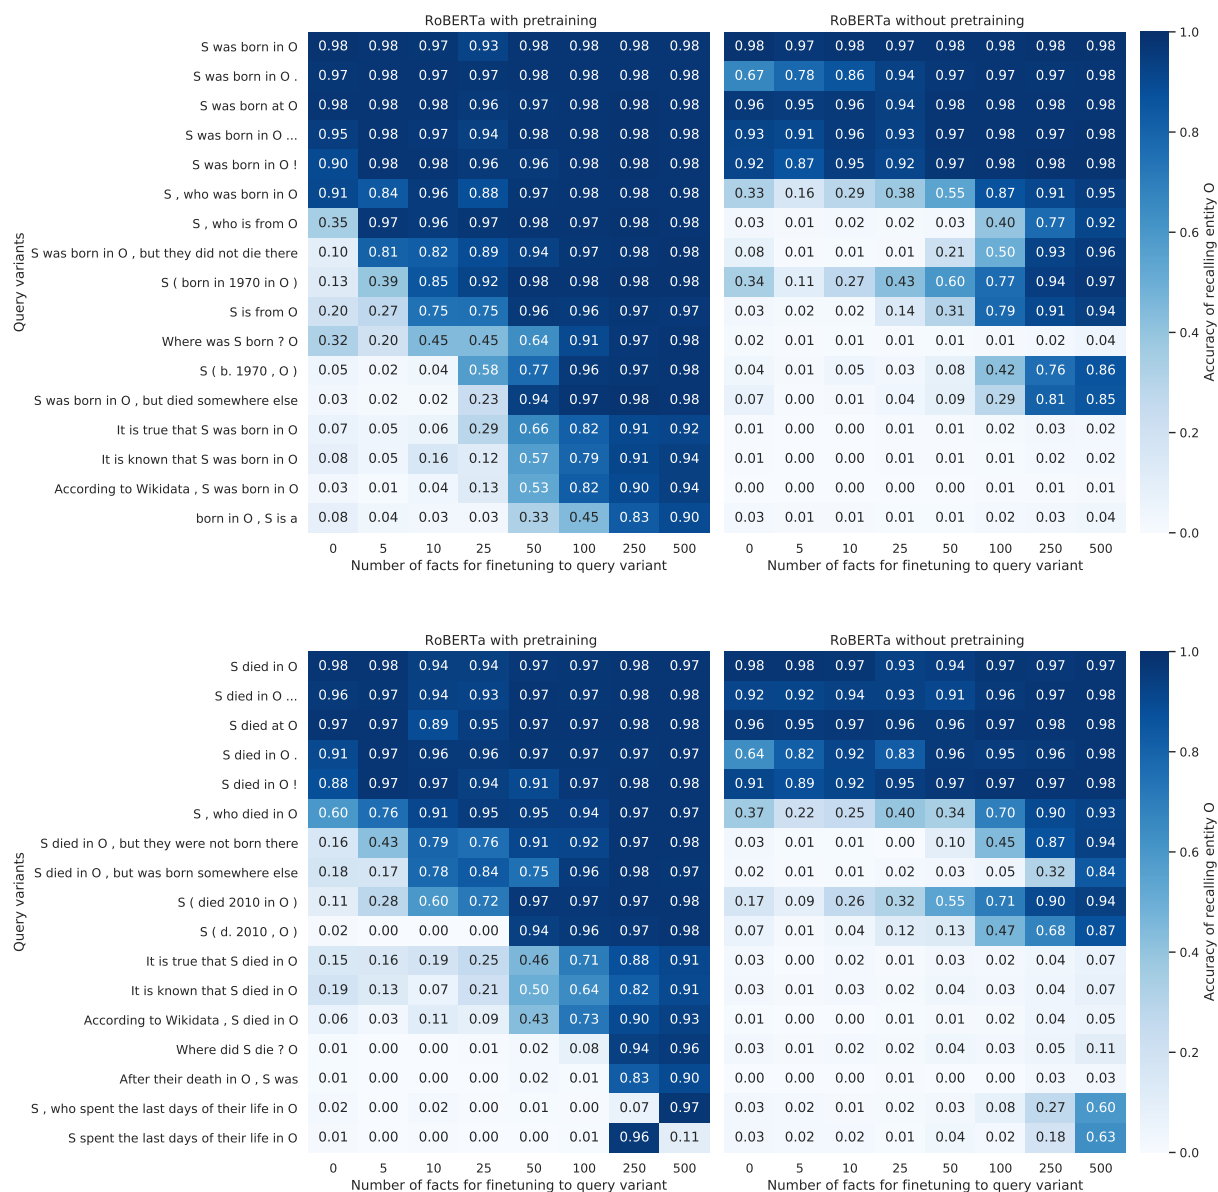 RoBERTa with pretraining RoBERTa without pretraining
S was born in O 0.98 0.98 0.97 0.93 0.98 0.98 0.98 0.98 0.98 0.97 0.98 0.97 0.98 0.98 0.98 0.98 1.0
S was born in O . 0.97 0.98 0.97 0.97 0.98 0.98 0.98 0.98 0.67 0.78 0.86 0.94 0.97 0.97 0.97 0.98
S was born at O 0.98 0.98 0.98 0.96 0.97 0.98 0.98 0.98 0.96 0.95 0.96 0.94 0.98 0.98 0.98 0.98
S was born in O ... 0.95 0.98 0.97 0.94 0.98 0.98 0.98 0.98 0.93 0.91 0.96 0.93 0.97 0.98 0.97 0.98 0.8
S was born in O ! 0.90 0.98 0.98 0.96 0.96 0.98 0.98 0.98 0.92 0.87 0.95 0.92 0.97 0.98 0.98 0.98
S , who was born in O 0.91 0.84 0.96 0.88 0.97 0.98 0.98 0.98 0.33 0.16 0.29 0.38 0.55 0.87 0.91 0.95
S , who is from O 0.35 0.97 0.96 0.97 0.98 0.97 0.98 0.98 0.03 0.01 0.02 0.02 0.03 0.40 0.77 0.92 0.6
S was born in O , but they did not die there 0.10 0.81 0.82 0.89 0.94 0.97 0.98 0.98 0.08 0.01 0.01 0.01 0.21 0.50 0.93 0.96
S ( born in 1970 in O ) 0.13 0.39 0.85 0.92 0.98 0.98 0.98 0.98 0.34 0.11 0.27 0.43 0.60 0.77 0.94 0.97
S is from O 0.20 0.27 0.75 0.75 0.96 0.96 0.97 0.97 0.03 0.02 0.02 0.14 0.31 0.79 0.91 0.94
Where was S born ? O 0.32 0.20 0.45 0.45 0.64 0.91 0.97 0.98 0.02 0.01 0.01 0.01 0.01 0.01 0.02 0.04 0.4
S ( b. 1970 , O ) 0.05 0.02 0.04 0.58 0.77 0.96 0.97 0.98 0.04 0.01 0.05 0.03 0.08 0.42 0.76 0.86
S was born in O , but died somewhere else 0.03 0.02 0.02 0.23 0.94 0.97 0.98 0.98 0.07 0.00 0.01 0.04 0.09 0.29 0.81 0.85
It is true that S was born in O 0.07 0.05 0.06 0.29 0.66 0.82 0.91 0.92 0.01 0.00 0.00 0.01 0.01 0.02 0.03 0.02 0.2
It is known that S was born in O 0.08 0.05 0.16 0.12 0.57 0.79 0.91 0.94 0.01 0.00 0.00 0.01 0.01 0.01 0.02 0.02
According to Wikidata , S was born in O 0.03 0.01 0.04 0.13 0.53 0.82 0.90 0.94 0.00 0.00 0.00 0.00 0.00 0.00 0.01 0.01
born in O , S is a 0.08 0.04 0.03 0.03 0.33 0.45 0.83 0.90 0.03 0.01 0.01 0.01 0.01 0.02 0.03 0.04 0.0
Query variants
Accuracy of recalling entity O
0 5 10 25 50 100 250 500 0 5 10 25 50 100 250 500
Number of facts for finetuning to query variant Number of facts for finetuning to query variant
RoBERTa with pretraining RoBERTa without pretraining
S died in O 0.98 0.98 0.94 0.94 0.97 0.97 0.98 0.97 0.98 0.98 0.97 0.93 0.94 0.97 0.97 0.97 1.0
S died in O ... 0.96 0.97 0.94 0.93 0.97 0.97 0.98 0.98 0.92 0.92 0.94 0.93 0.91 0.96 0.97 0.98
S died at O 0.97 0.97 0.89 0.95 0.97 0.97 0.98 0.98 0.96 0.95 0.97 0.96 0.96 0.97 0.98 0.98
S died in O . 0.91 0.97 0.96 0.96 0.97 0.97 0.97 0.97 0.64 0.82 0.92 0.83 0.96 0.95 0.96 0.98 0.8
S died in O ! 0.88 0.97 0.97 0.94 0.91 0.97 0.98 0.98 0.91 0.89 0.92 0.95 0.97 0.97 0.97 0.98
S , who died in O 0.60 0.76 0.91 0.95 0.95 0.94 0.97 0.97 0.37 0.22 0.25 0.40 0.34 0.70 0.90 0.93
S died in O , but they were not born there 0.16 0.43 0.79 0.76 0.91 0.92 0.97 0.98 0.03 0.01 0.01 0.00 0.10 0.45 0.87 0.94 0.6
S died in O , but was born somewhere else 0.18 0.17 0.78 0.84 0.75 0.96 0.98 0.97 0.02 0.01 0.02 0.02 0.03 0.05 0.32 0.84
S ( died 2010 in O ) 0.11 0.28 0.60 0.72 0.97 0.97 0.97 0.98 0.17 0.09 0.26 0.32 0.55 0.71 0.90 0.94
S ( d. 2010 , O ) 0.02 0.00 0.00 0.00 0.94 0.96 0.97 0.98 0.07 0.01 0.04 0.12 0.13 0.47 0.68 0.87
It is true that S died in O 0.15 0.16 0.19 0.25 0.46 0.71 0.88 0.91 0.03 0.00 0.02 0.01 0.03 0.02 0.04 0.07 0.4
It is known that S died in O 0.19 0.13 0.07 0.21 0.50 0.64 0.82 0.91 0.03 0.01 0.03 0.02 0.04 0.03 0.04 0.07
According to Wikidata , S died in O 0.06 0.03 0.11 0.09 0.43 0.73 0.90 0.93 0.01 0.00 0.00 0.01 0.01 0.02 0.04 0.05
Where did S die ? O 0.01 0.00 0.00 0.01 0.02 0.08 0.94 0.96 0.03 0.01 0.02 0.02 0.04 0.03 0.05 0.11 0.2
After their death in O , S was 0.01 0.00 0.00 0.00 0.02 0.01 0.83 0.90 0.03 0.00 0.00 0.01 0.00 0.00 0.03 0.03
S , who spent the last days of their life in O 0.02 0.00 0.00 0.00 0.01 0.00 0.07 0.97 0.03 0.02 0.01 0.02 0.03 0.08 0.27 0.60
S spent the last days of their life in O 0.01 0.00 0.00 0.00 0.00 0.01 0.96 0.11 0.03 0.02 0.02 0.01 0.04 0.02 0.18 0.63 0.0
Query variants
Accuracy of recalling entity O
0 5 10 25 50 100 250 500 0 5 10 25 50 100 250 500
Number of facts for finetuning to query variant Number of facts for finetuning to query variant